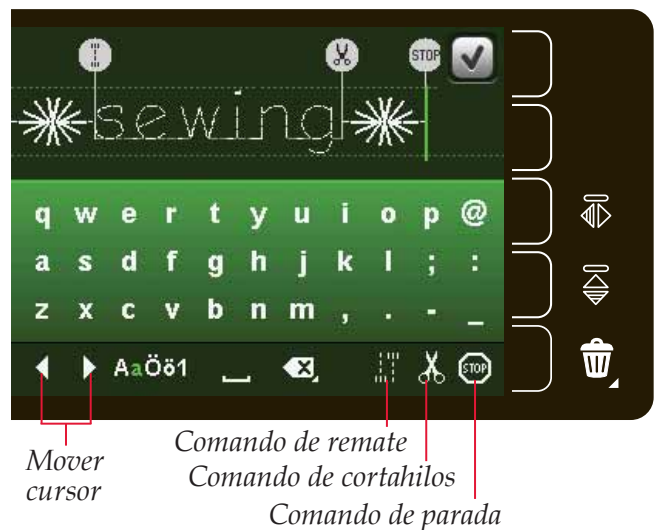 STOP
sewing
q w e r t y u i o p @
a s d f g h j k l ; :
z x c v b n m , . - _
AaÖö1 STOP
Mover
cursor
Comando de remate
Comando de cortahilos
Comando de parada